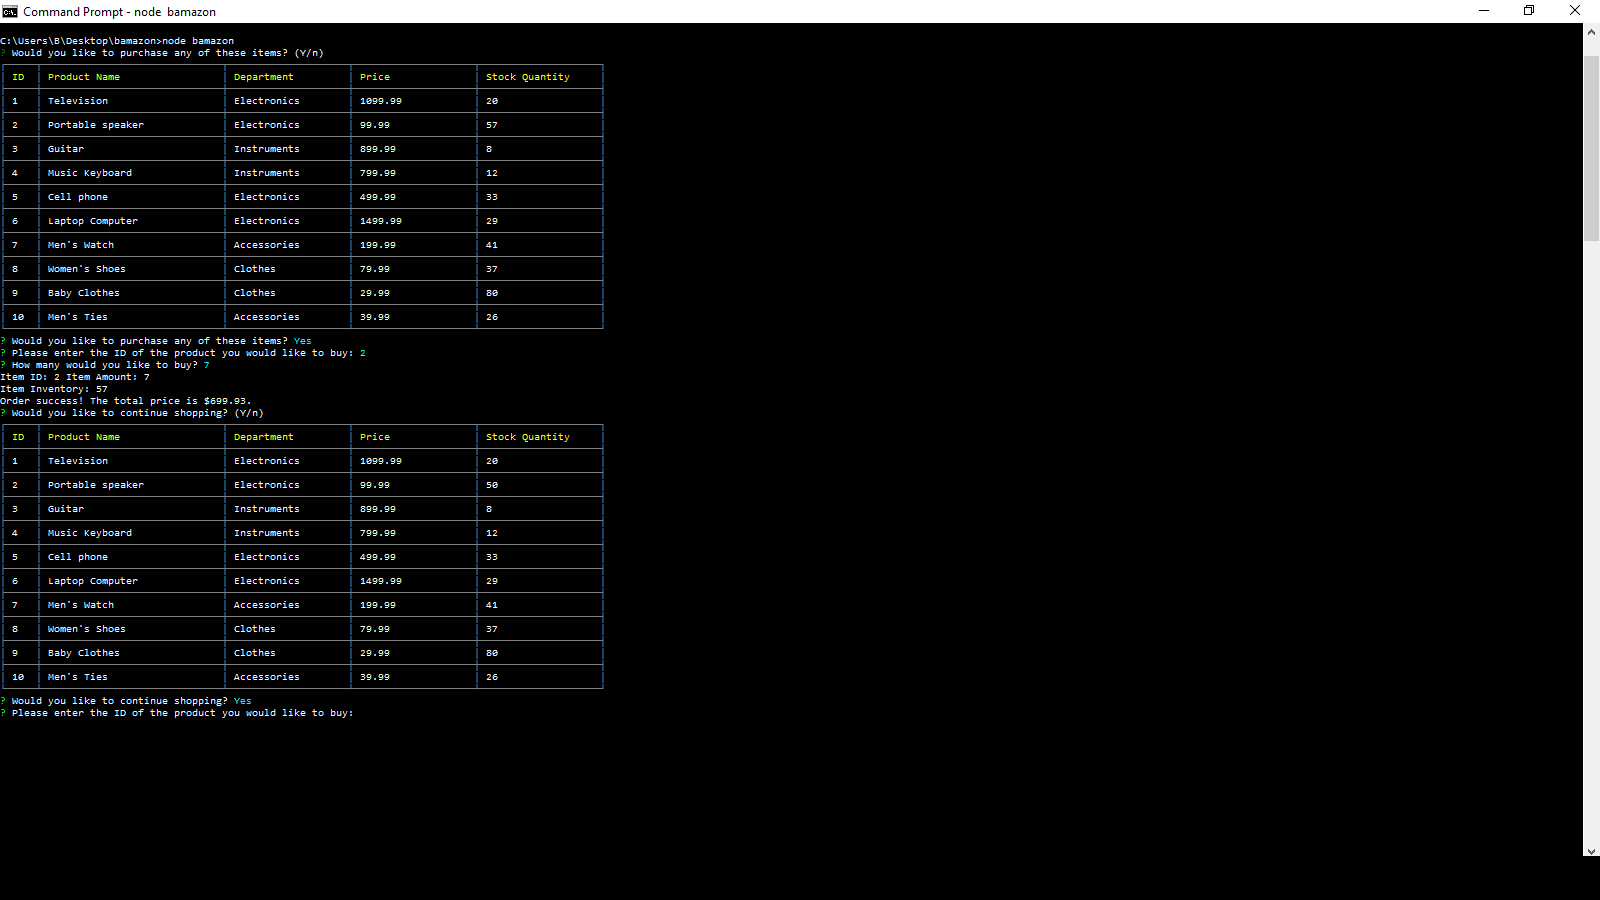 Command Prompt - node bamazon
C:\Users\B\Desktop\bamazon>node bamazon
? Would you like to purchase any of these items? (Y/n)
ID Product Name Department Price Stock Quantity
1 Television Electronics 1099.99 20
2 Portable speaker Electronics 99.99 57
3 Guitar Instruments 899.99 8
4 Music Keyboard Instruments 799.99 12
5 Cell phone Electronics 499.99 33
6 Laptop Computer Electronics 1499.99 29
7 Men's Watch Accessories 199.99 41
8 Women's Shoes Clothes 79.99 37
9 Baby Clothes Clothes 29.99 80
10 Men's Ties Accessories 39.99 26
? Would you like to purchase any of these items? Yes
? Please enter the ID of the product you would like to buy: 2
? How many would you like to buy? 7
Item ID: 2 Item Amount: 7
Item Inventory: 57
Order success! The total price is $699.93.
? Would you like to continue shopping? (Y/n)
ID Product Name Department Price Stock Quantity
1 Television Electronics 1099.99 20
2 Portable speaker Electronics 99.99 50
3 Guitar Instruments 899.99 8
4 Music Keyboard Instruments 799.99 12
5 Cell phone Electronics 499.99 33
6 Laptop Computer Electronics 1499.99 29
7 Men's Watch Accessories 199.99 41
8 Women's Shoes Clothes 79.99 37
9 Baby Clothes Clothes 29.99 80
10 Men's Ties Accessories 39.99 26
? Would you like to continue shopping? Yes
? Please enter the ID of the product you would like to buy: